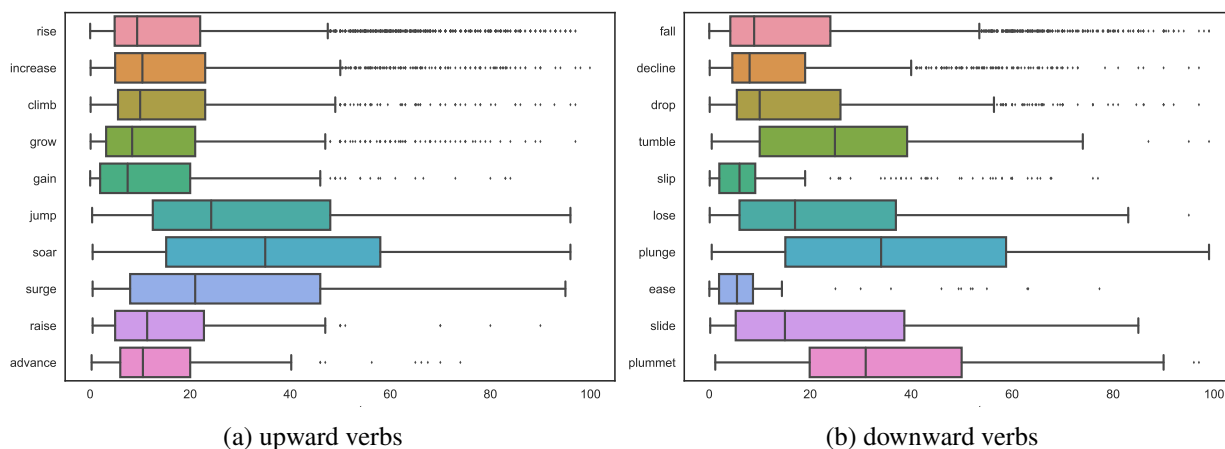 rise
increase
climb
grow
gain
jump
soar
surge
raise
advance
0 20 40 60 80 100
(a) upward verbs
fall
decline
drop
tumble
slip
lose
plunge
ease
slide
plummet
0 20 40 60 80 100
(b) downward verbs